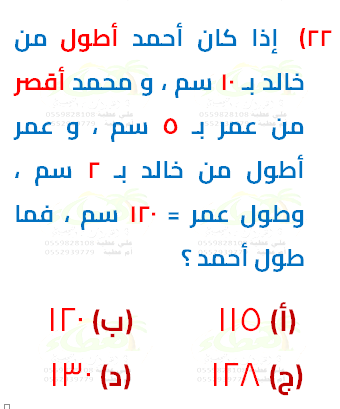 ٢٢) إذا كان أحمد أطول من
خالد بـ ١٠ سم ، و محمد أقصر
من عمر بـ ٥ سم ، و عمر
أطول من خالد بـ ٢ سم ،
وطول عمر = ١٢٠ سم ، فما
طول أحمد ؟
(أ) ١١٥ (ب) ١٢٠
(ج) ١٢٨ (د) ١٣٠